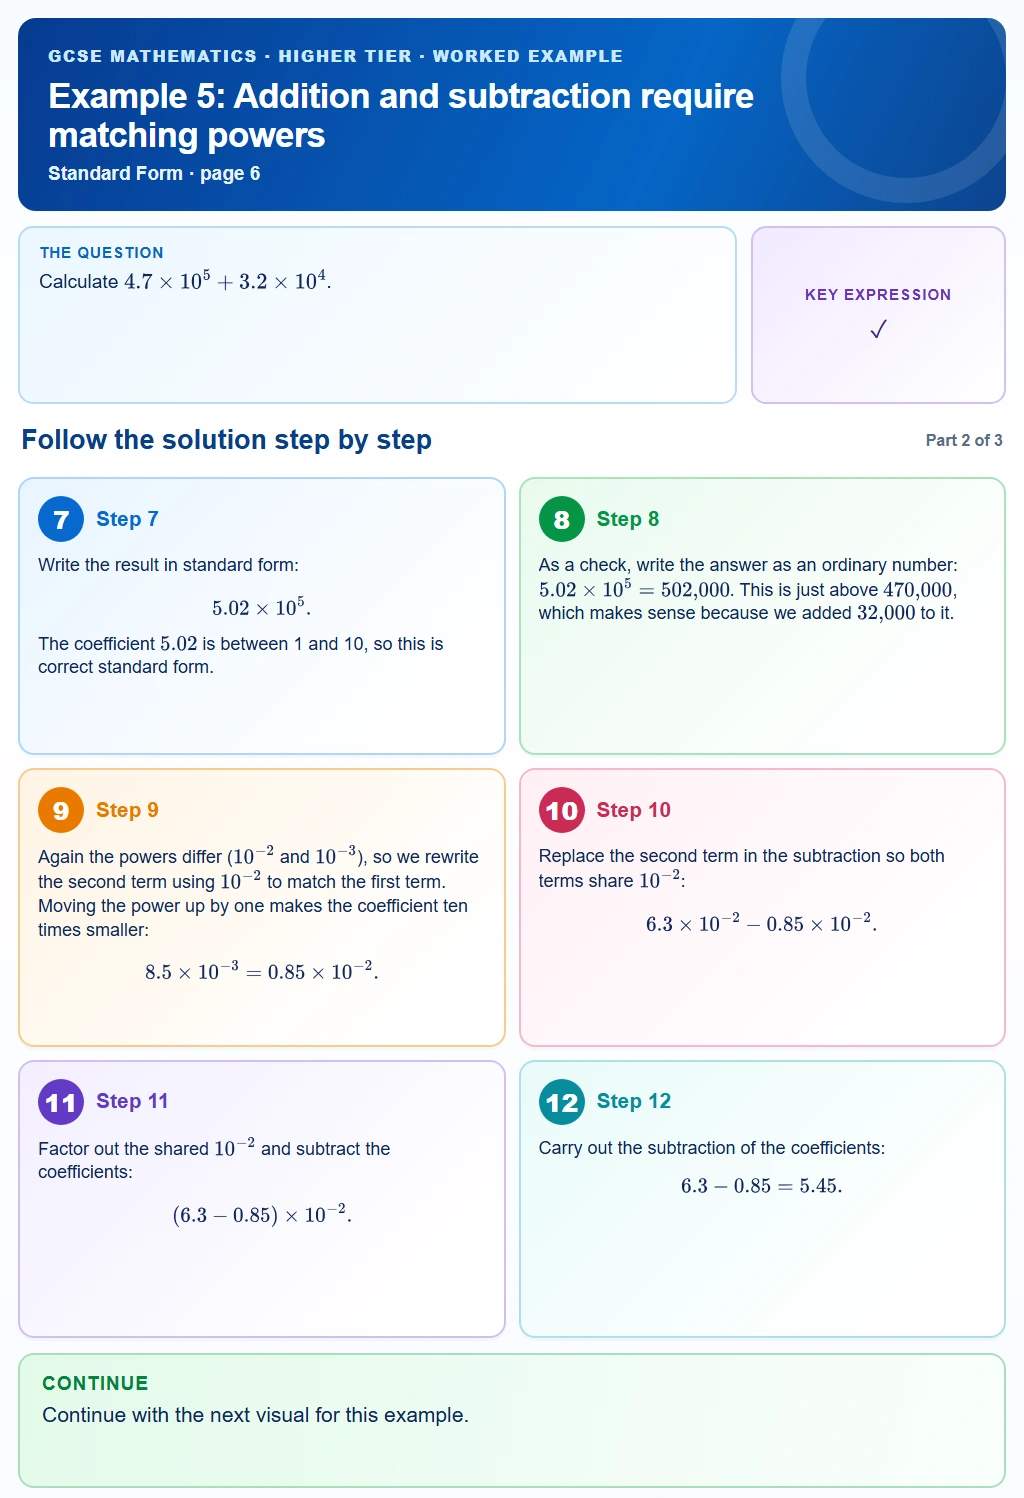 GCSE MATHEMATICS · HIGHER TIER · WORKED EXAMPLE
Example 5: Addition and subtraction require
matching powers
Standard Form · page 6
THE QUESTION
Calculate 4.7 × 10⁵ + 3.2 × 10⁴.
KEY EXPRESSION
✓
Follow the solution step by step
Part 2 of 3
7 Step 7
Write the result in standard form:
5.02 × 10⁵.
The coefficient 5.02 is between 1 and 10, so this is
correct standard form.
8 Step 8
As a check, write the answer as an ordinary number:
5.02 × 10⁵ = 502,000. This is just above 470,000,
which makes sense because we added 32,000 to it.
9 Step 9
Again the powers differ (10⁻² and 10⁻³), so we rewrite
the second term using 10⁻² to match the first term.
Moving the power up by one makes the coefficient ten
times smaller:
8.5 × 10⁻³ = 0.85 × 10⁻².
10 Step 10
Replace the second term in the subtraction so both
terms share 10⁻²:
6.3 × 10⁻² − 0.85 × 10⁻².
11 Step 11
Factor out the shared 10⁻² and subtract the
coefficients:
(6.3 − 0.85) × 10⁻².
12 Step 12
Carry out the subtraction of the coefficients:
6.3 − 0.85 = 5.45.
CONTINUE
Continue with the next visual for this example.